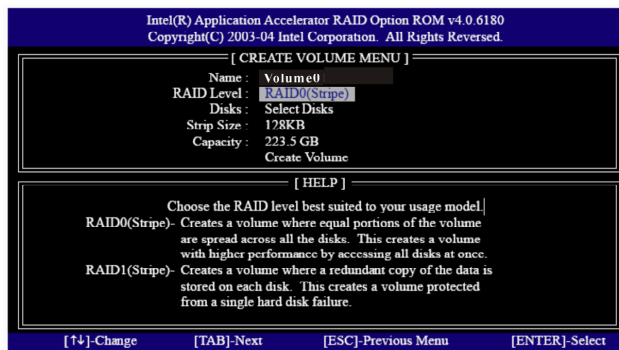 Intel(R) Application Accelerator RAID Option ROM v4.0.6180
Copyright(C) 2003-04 Intel Corporation. All Rights Reversed.
[ CREATE VOLUME MENU ]
Name : Volume0
RAID Level : RAID0(Stripe)
Disks : Select Disks
Strip Size : 128KB
Capacity : 223.5 GB
Create Volume
[ HELP ]
Choose the RAID level best suited to your usage model.
RAID0(Stripe)- Creates a volume where equal portions of the volume
are spread across all the disks. This creates a volume
with higher performance by accessing all disks at once.
RAID1(Stripe)- Creates a volume where a redundant copy of the data is
stored on each disk. This creates a volume protected
from a single hard disk failure.
[↑↓]-Change [TAB]-Next [ESC]-Previous Menu [ENTER]-Select